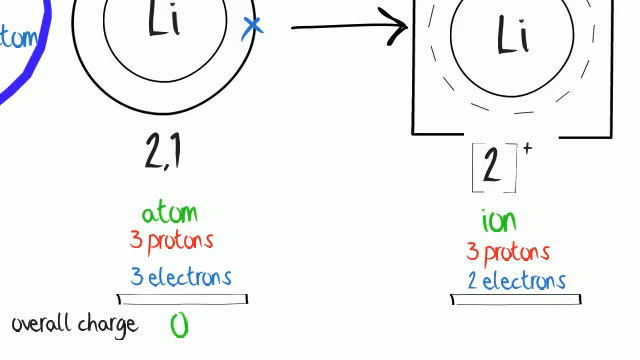 Li
Li
atom
2,1
[2]+
atom
ion
3 protons
3 protons
3 electrons
2 electrons
overall charge 0